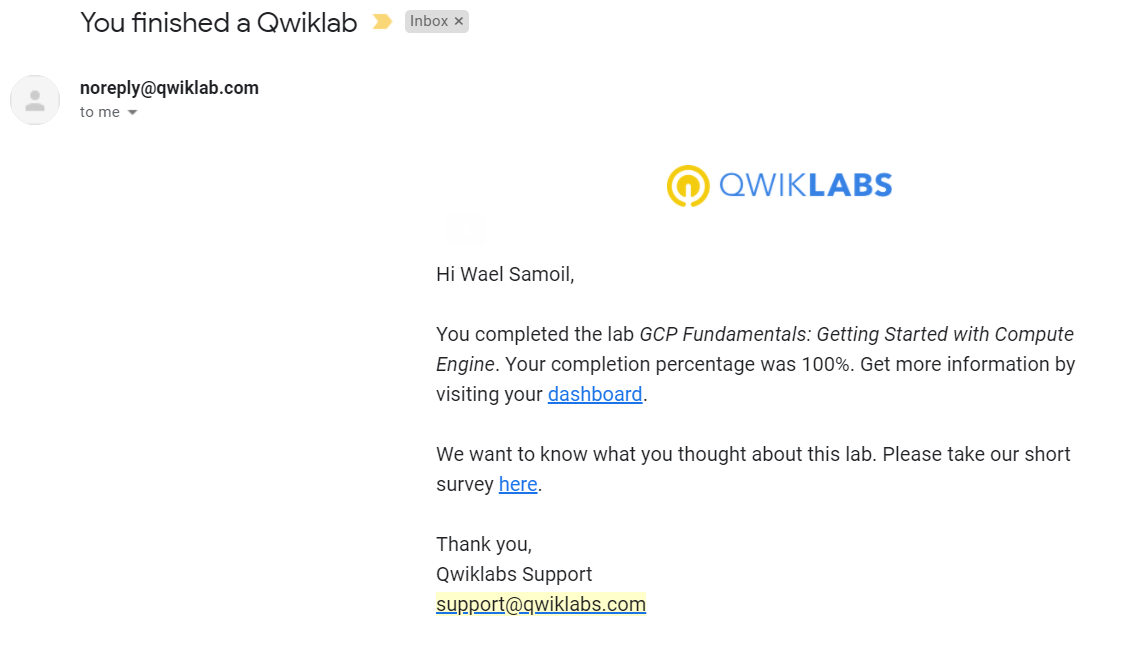 You finished a Qwiklab
Inbox ×
noreply@qwiklab.com
to me
QWIKLABS
Hi Wael Samoil,
You completed the lab GCP Fundamentals: Getting Started with Compute
Engine. Your completion percentage was 100%. Get more information by
visiting your dashboard.
We want to know what you thought about this lab. Please take our short
survey here.
Thank you,
Qwiklabs Support
support@qwiklabs.com